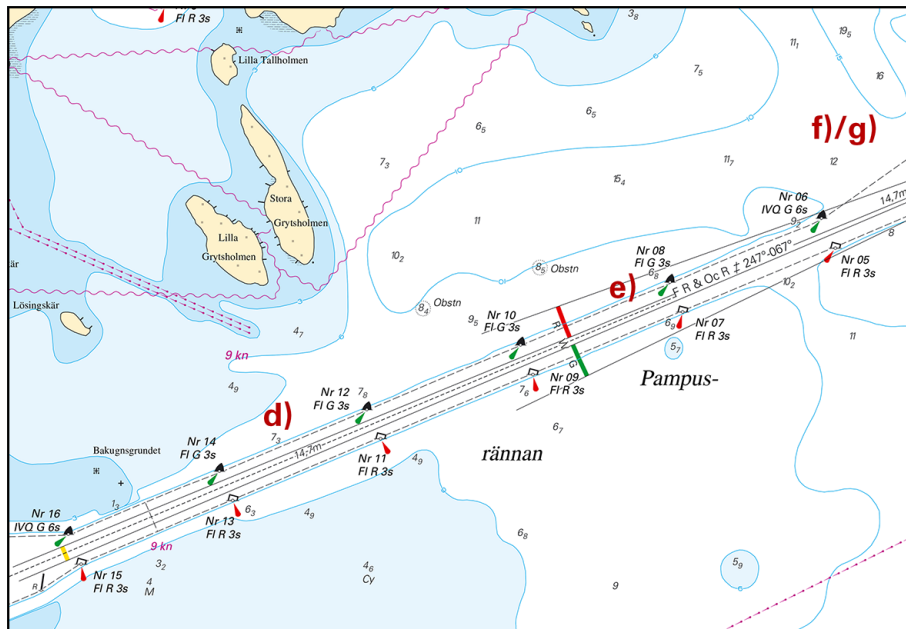 Fl R 3s
3₈
11₁
19₅
16
Lilla Tallholmen
7₅
6₅
6₅
f)/g)
7₃
11₇
12
15₄
Stora
Grytsholmen
Lilla
Grytsholmen
11
Nr 06
IVQ G 6s
9₂
14,7m
8
Nr 05
Fl R 3s
10₂
Nr 08
Fl G 3s
6₈
8₅ Obstn
F R & Oc R ‡ 247°-067°
10₂
är
Lösingskär
8₄ Obstn
e)
9₅
Nr 10
Fl G 3s
R
W
G
6₉
Nr 07
Fl R 3s
11
4₇
9 kn
5₇
4₉
7₆
Nr 09
Fl R 3s
Pampus-
Nr 12
Fl G 3s
7₈
d)
7₃
6₇
rännan
Bakugnsgrundet
Nr 14
Fl G 3s
14,7m
Nr 11
Fl R 3s
4₉
1₃
Nr 16
IVQ G 6s
6₃
4₉
Nr 13
Fl R 3s
9 kn
6₈
3₂
4₆
Cy
5₉
R
Nr 15
Fl R 3s
4
M
9